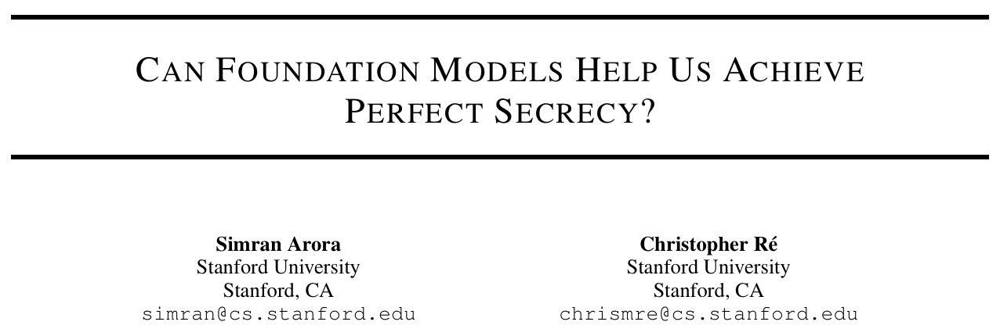 CAN FOUNDATION MODELS HELP US ACHIEVE
PERFECT SECRECY?
Simran Arora
Stanford University
Stanford, CA
simran@cs.stanford.edu
Christopher Ré
Stanford University
Stanford, CA
chrismre@cs.stanford.edu